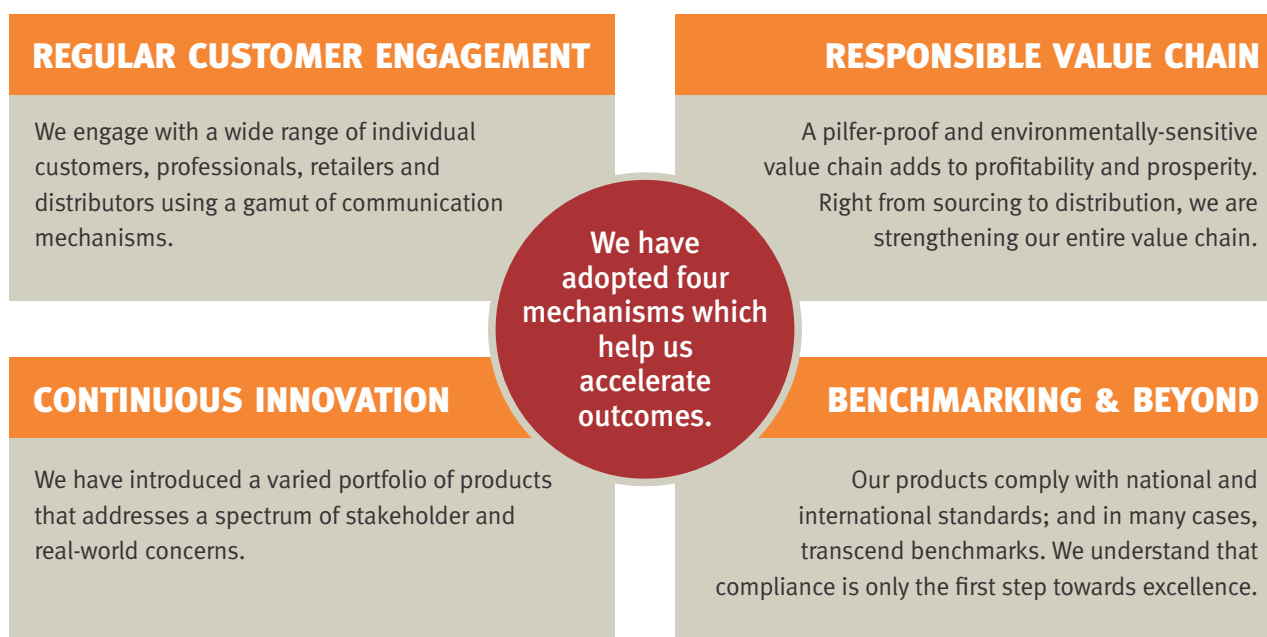 REGULAR CUSTOMER ENGAGEMENT
We engage with a wide range of individual
customers, professionals, retailers and
distributors using a gamut of communication
mechanisms.
RESPONSIBLE VALUE CHAIN
A pilfer-proof and environmentally-sensitive
value chain adds to profitability and prosperity.
Right from sourcing to distribution, we are
strengthening our entire value chain.
We have
adopted four
mechanisms which
help us
accelerate
outcomes.
CONTINUOUS INNOVATION
We have introduced a varied portfolio of products
that addresses a spectrum of stakeholder and
real-world concerns.
BENCHMARKING & BEYOND
Our products comply with national and
international standards; and in many cases,
transcend benchmarks. We understand that
compliance is only the first step towards excellence.